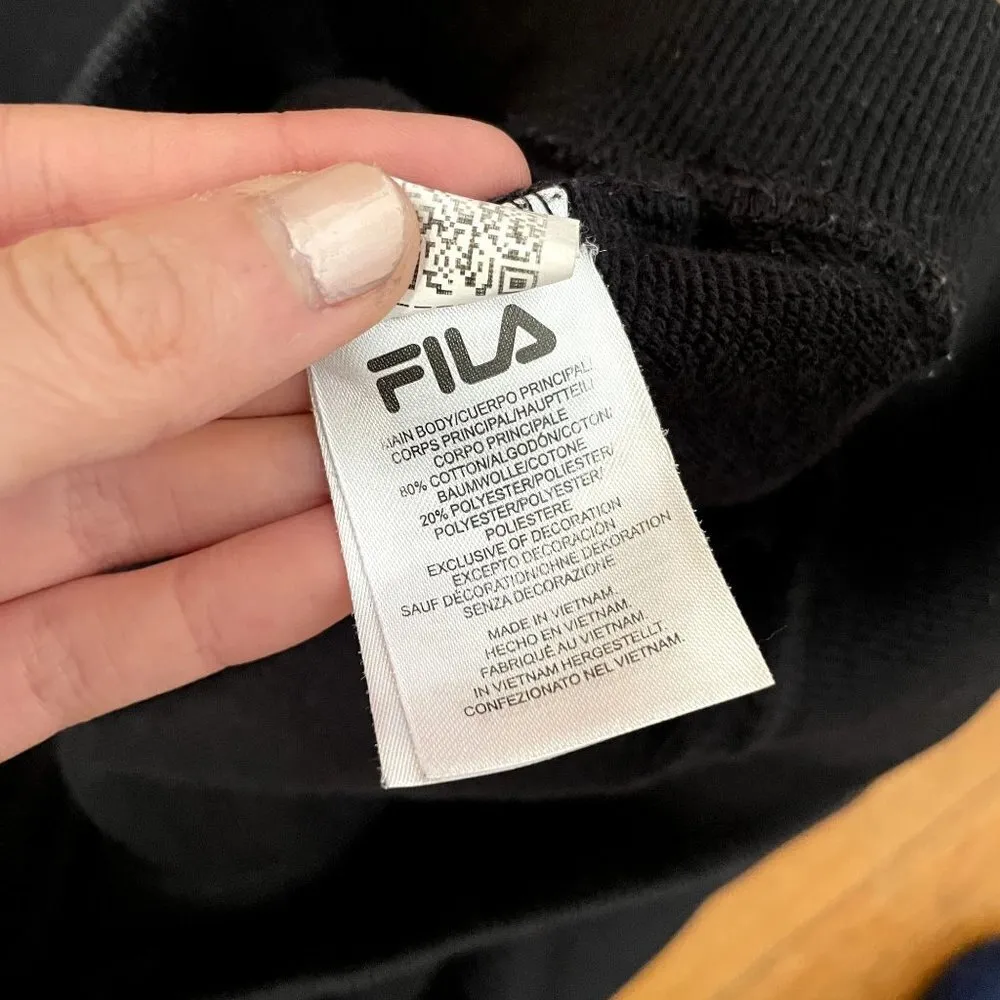 FILA
MAIN BODY/CUERPO PRINCIPAL/
CORPS PRINCIPAL/HAUPTTEIL/
CORPO PRINCIPALE
80% COTTON/ALGODÓN/COTON/
BAUMWOLLE/COTONE
20% POLYESTER/POLIESTER/
POLYESTER/POLYESTER/
POLIESTERE
EXCLUSIVE OF DECORATION
EXCEPTO DECORACIÓN
SAUF DÉCORATION/OHNE DEKORATION
SENZA DECORAZIONE
MADE IN VIETNAM.
HECHO EN VIETNAM.
FABRIQUÉ AU VIETNAM.
IN VIETNAM HERGESTELLT.
CONFEZIONATO NEL VIETNAM.